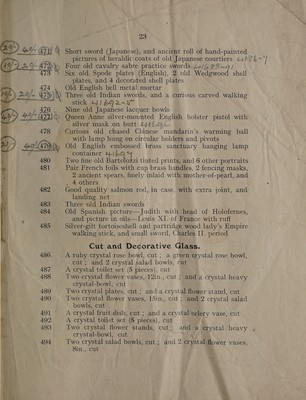 23
471 Short sword (Japanese), and ancient roll of hand-painted
pictures of heraldic coats of old Japanese courtiers
472 Four old cavalry sabre practice swords
473 Six old Spode plates (English), 2 old Wedgwood shell
plates, and 4 decorated shell plates
474 Old English bell metal mortar
475 Three old Indian swords, and a curious carved walking
stick
476 Nine old Japanese lacquer bowls
477 Queen Anne silver-mounted English holster pistol with
silver mask on butt
478 Curious old chased Chinese mandarin's warming ball
with lamp hung on circular holders and pivots
479 Old English embossed brass sanctuary hanging lamp
container
480 Two fine old Bartolozzi tinted prints, and 6 other portraits
481 Pair French foils with cup brass handles, 2 fencing masks,
2 ancient spears, finely inlaid with mother-of-pearl, and
4 others
482 Good quality salmon rod, in case with extra joint, and
landing net
483 Three old Indian swords
484 Old Spanish picture—Judith with head of Holofernes,
and picture in oils—Louis XI. of France with ruff
485 Silver-gilt tortoiseshell and partridge wood lady's Empire
walking stick, and small sword, Charles II. period
Cut and Decorative Glass.
486 A ruby crystal rose bowl, cut ; a green crystal rose bowl,
cut ; and 2 crystal salad bowls, cut
487 A crystal toilet set (5 pieces), cut
488 Two crystal flower vases, 12in., cut ; and a crystal heavy
crystal-bowl, cut
489 Two crystal plates, cut ; and a crystal flower stand, cut
490 Two crystal flower vases, 15in., cut ; and 2 crystal salad
bowls, cut
491 A crystal fruit dish, cut ; and a crystal celery vase, cut
492 A crystal toilet set (5 pieces), cut
493 Two crystal flower stands, cut ; and a crystal heavy
crystal-bowl, cut
494 Two crystal salad bowls, cut ; and 2 crystal flower vases,
8in., cut